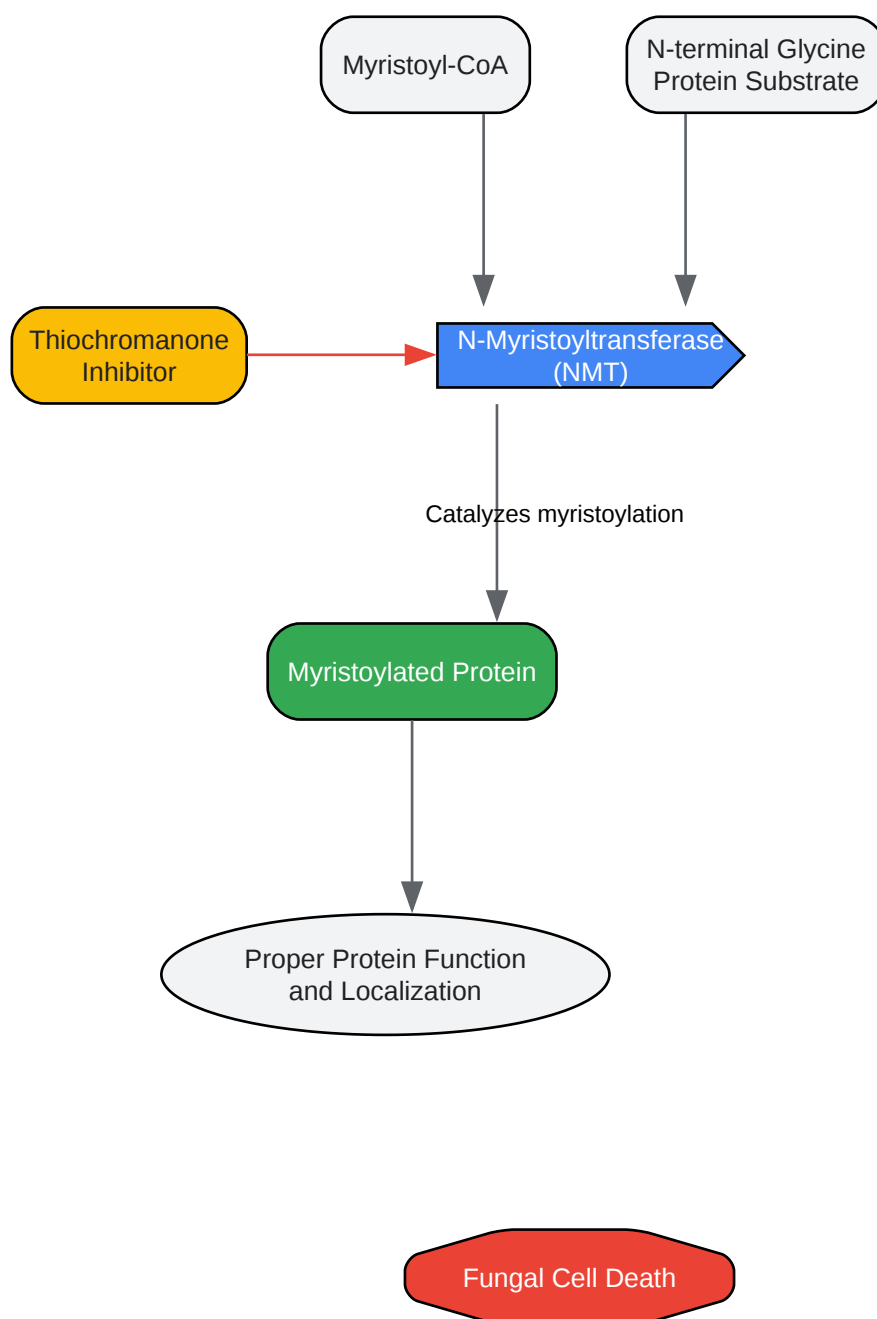 Myristoyl-CoA
N-terminal Glycine
Protein Substrate
Thiochromanone
Inhibitor
N-Myristoyltransferase
(NMT)
Catalyzes myristoylation
Myristoylated Protein
Proper Protein Function
and Localization
Fungal Cell Death